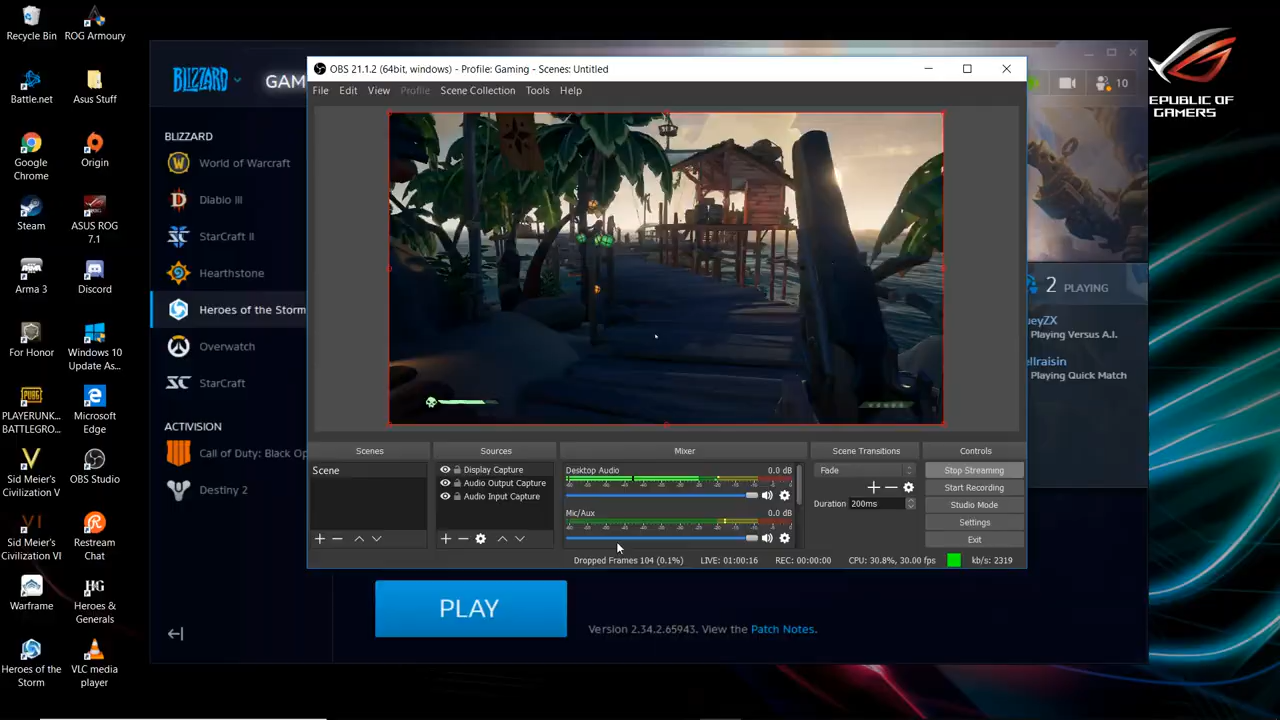 Recycle Bin
ROG Armoury
Battle.net
Asus Stuff
Google
Chrome
Origin
Steam
ASUS ROG
7.1
Arma 3
Discord
For Honor
Windows 10
Update As...
PLAYERUNK...
BATTLEGRO...
Microsoft
Edge
Sid Meier's
Civilization V
OBS Studio
Sid Meier's
Civilization VI
Restream
Chat
Warframe
Heroes &
Generals
Heroes of the
Storm
VLC media
player
BLIZZARD
GAM
BLIZZARD
World of Warcraft
Diablo III
StarCraft II
Hearthstone
Heroes of the Storm
Overwatch
StarCraft
ACTIVISION
Call of Duty: Black Op
Destiny 2
OBS 21.1.2 (64bit, windows) - Profile: Gaming - Scenes: Untitled
File Edit View Profile Scene Collection Tools Help
Scenes
Scene
Sources
Display Capture
Audio Output Capture
Audio Input Capture
Mixer
Desktop Audio 0.0 dB
Mic/Aux 0.0 dB
Scene Transitions
Fade
Duration 200ms
Controls
Stop Streaming
Start Recording
Studio Mode
Settings
Exit
Dropped Frames 104 (0.1%) LIVE: 01:00:16 REC: 00:00:00 CPU: 30.8%, 30.00 fps kb/s: 2319
PLAY
Version 2.34.2.65943. View the Patch Notes.
10
2 PLAYING
ueyZX
Playing Versus A.I.
ellraisin
Playing Quick Match
EPUBLIC OF
GAMERS